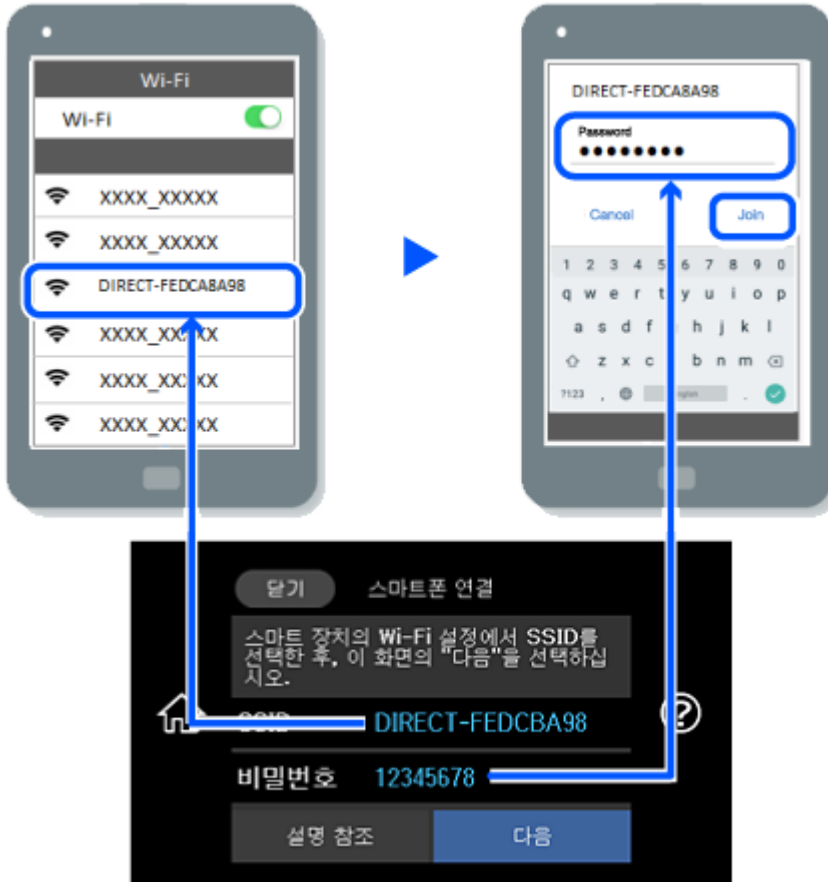 Wi-Fi
Wi-Fi
XXXX_XXXXX
XXXX_XXXXX
DIRECT-FEDCA8A98
XXXX_XXXXX
XXXX_XXXXX
XXXX_XXXXX
DIRECT-FEDCA8A98
Password
••••••••
Cancel
Join
1 2 3 4 5 6 7 8 9 0
q w e r t y u i o p
a s d f h j k l
z x c b n m
?123 , .
닫기 스마트폰 연결
스마트 장치의 Wi-Fi 설정에서 SSID를
선택한 후, 이 화면의 "다음"을 선택하십
시오.
SSID DIRECT-FEDCBA98
비밀번호 12345678
설명 참조 다음